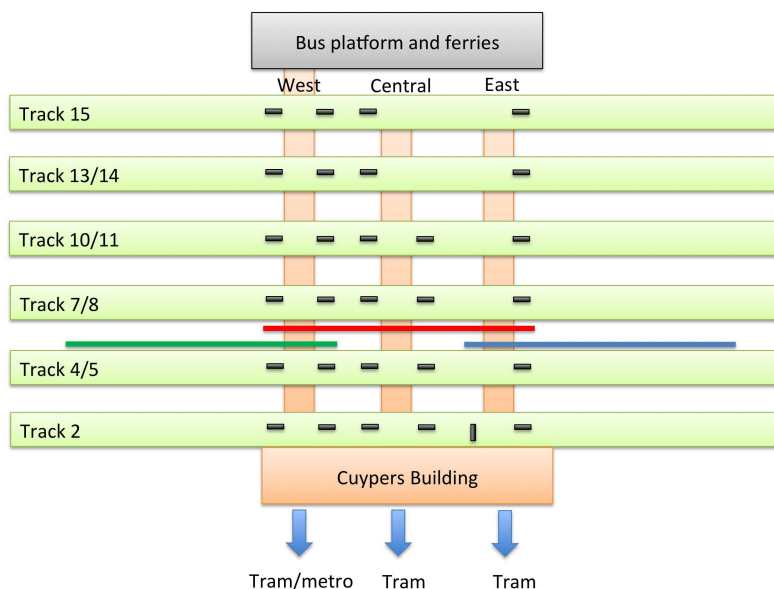 Bus platform and ferries
West Central East
Track 15
Track 13/14
Track 10/11
Track 7/8
Track 4/5
Track 2
Cuypers Building
Tram/metro Tram Tram